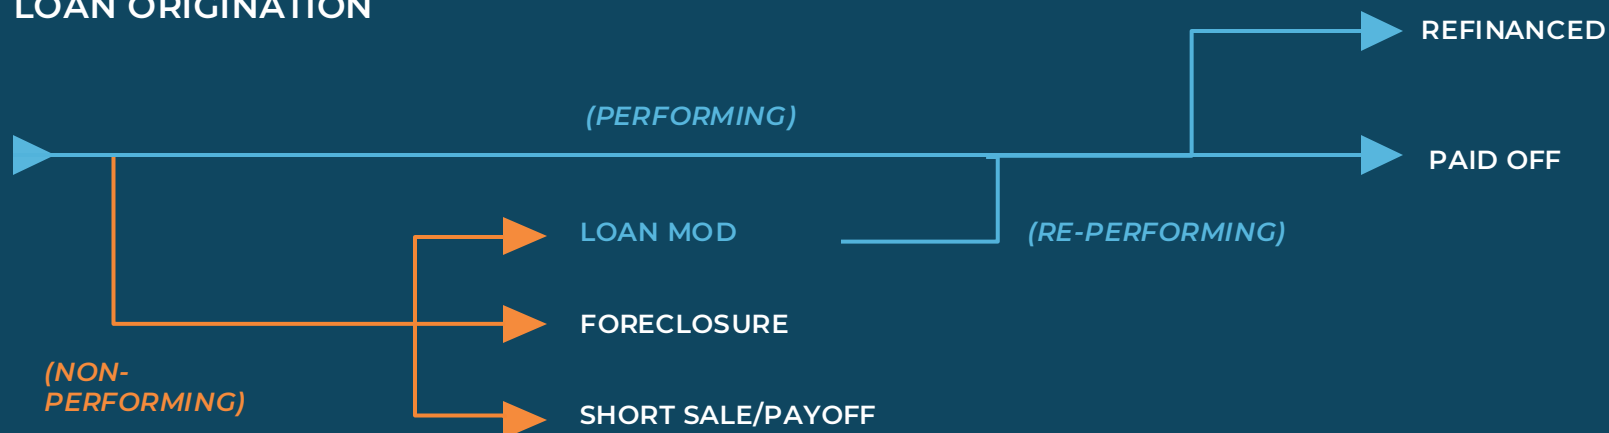 LOAN ORIGINATION
REFINANCED
(PERFORMING)
PAID OFF
LOAN MOD
(RE-PERFORMING)
FORECLOSURE
(NON-
PERFORMING)
SHORT SALE/PAYOFF